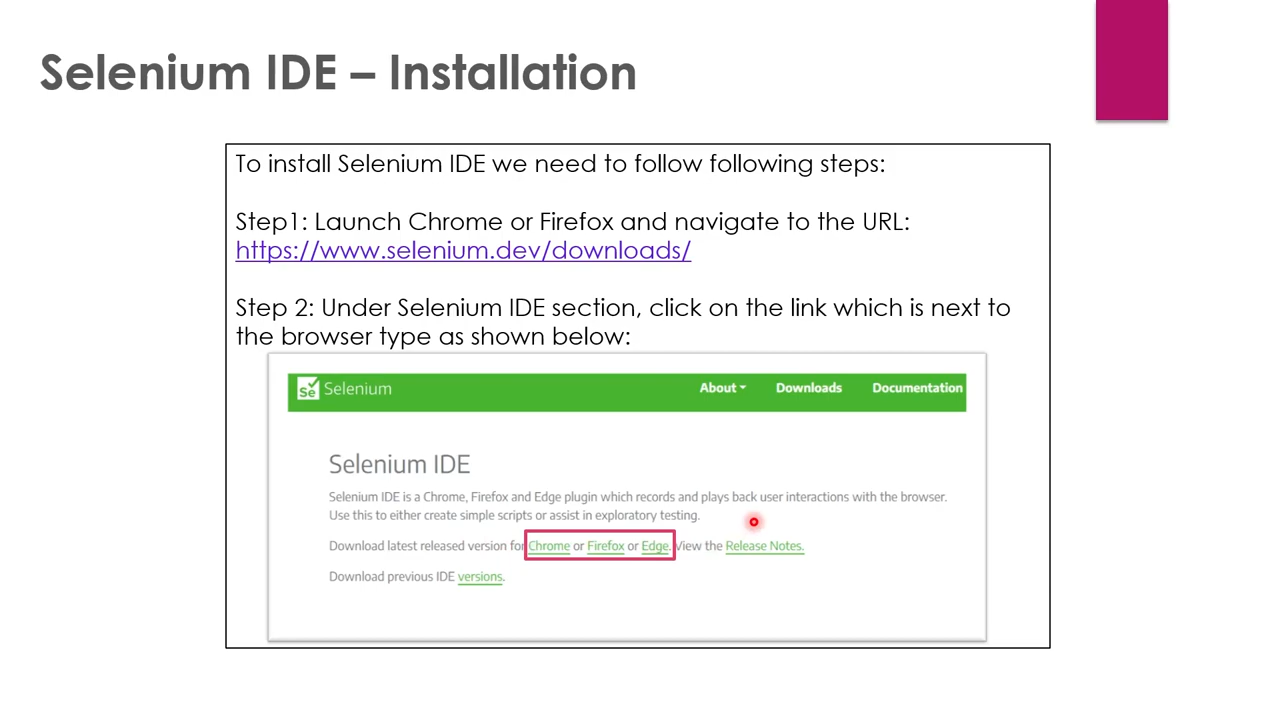 Selenium IDE – Installation
To install Selenium IDE we need to follow following steps:
Step1: Launch Chrome or Firefox and navigate to the URL:
https://www.selenium.dev/downloads/
Step 2: Under Selenium IDE section, click on the link which is next to
the browser type as shown below:
Se Selenium About Downloads Documentation
Selenium IDE
Selenium IDE is a Chrome, Firefox and Edge plugin which records and plays back user interactions with the browser.
Use this to either create simple scripts or assist in exploratory testing.
Download latest released version for Chrome or Firefox or Edge. View the Release Notes.
Download previous IDE versions.